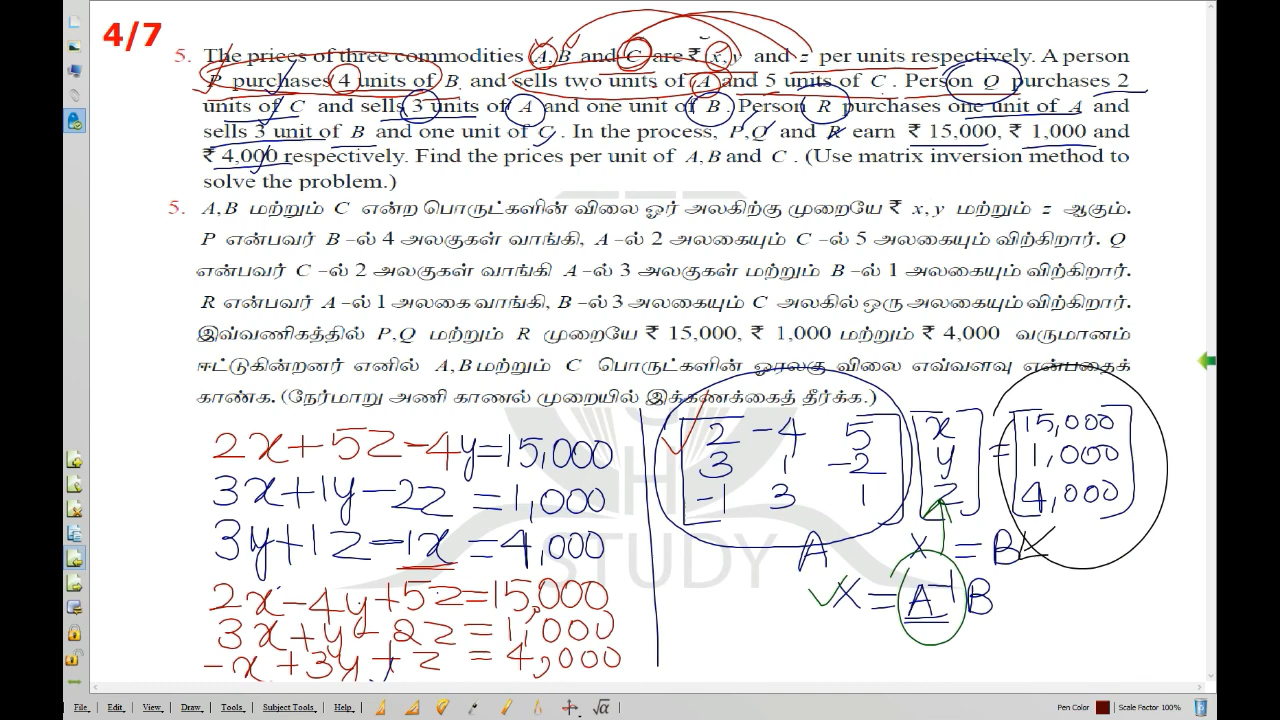 4/7
5. The prices of three commodities A, B and C are ₹ x, y and z per units respectively. A person
P purchases 4 units of B and sells two units of A and 5 units of C. Person Q purchases 2
units of C and sells 3 units of A and one unit of B. Person R purchases one unit of A and
sells 3 unit of B and one unit of C. In the process, P, Q and R earn ₹ 15,000, ₹ 1,000 and
₹ 4,000 respectively. Find the prices per unit of A, B and C. (Use matrix inversion method to
solve the problem.)
5. A, B மற்றும் C என்ற பொருட்களின் விலை ஓர் அலகிற்கு முறையே ₹ x, y மற்றும் z ஆகும்.
P என்பவர் B –ல் 4 அலகுகள் வாங்கி, A –ல் 2 அலகையும் C –ல் 5 அலகையும் விற்கிறார். Q
என்பவர் C –ல் 2 அலகுகள் வாங்கி A –ல் 3 அலகுகள் மற்றும் B –ல் 1 அலகையும் விற்கிறார்.
R என்பவர் A –ல் 1 அலகை வாங்கி, B –ல் 3 அலகையும் C அலகில் ஒரு அலகையும் விற்கிறார்.
இவ்வணிகத்தில் P, Q மற்றும் R முறையே ₹ 15,000, ₹ 1,000 மற்றும் ₹ 4,000 வருமானம்
ஈட்டுகின்றனர் எனில் A, B மற்றும் C பொருட்களின் ஓரலகு விலை எவ்வளவு என்பதைக்
காண்க. (நேர்மாறு அணி காணல் முறையில் இக்கணக்கைத் தீர்க்க.)
2x+5z-4y=15,000
3x+1y-2z=1,000
3y+1z-1x=4,000
2x-4y+5z=15,000
3x+y-2z=1,000
-x+3y+z=4,000
2 -4 5 x = 15,000
3 1 -2 y 1,000
-1 3 1 z 4,000
A X = B
X = A⁻¹ B
H
STUDY
File Edit View Draw Tools Subject Tools Help
Pen Color Scale Factor 100%